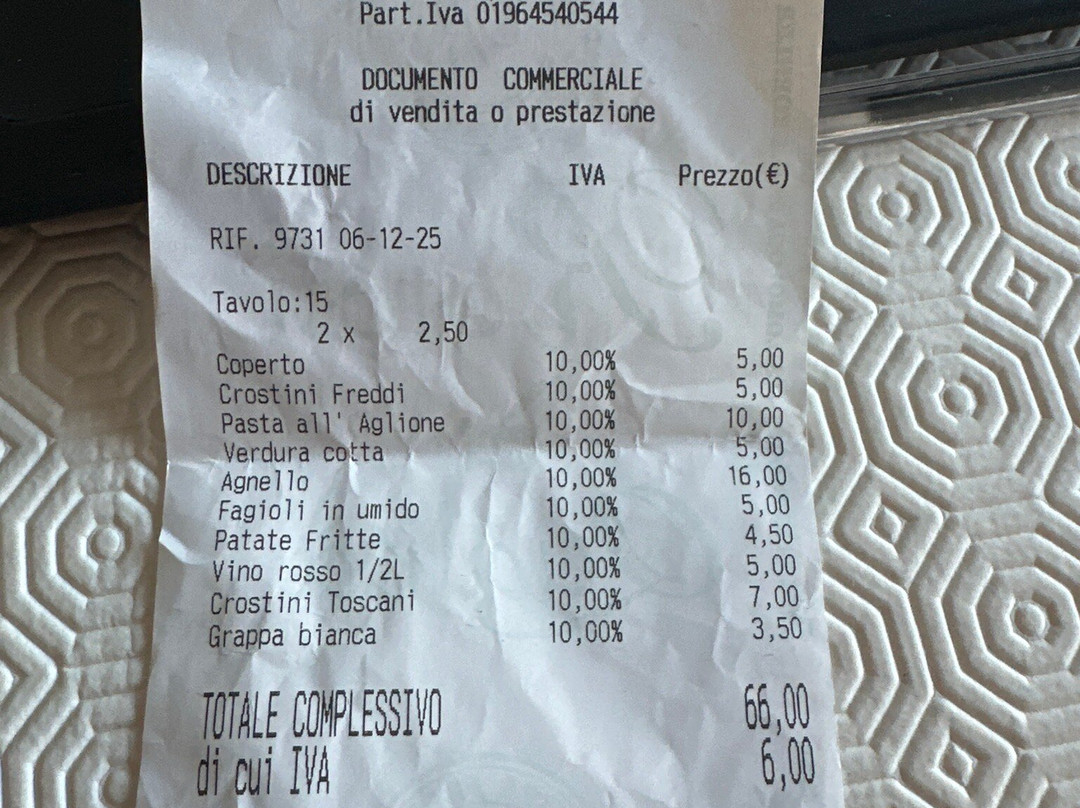 Part.Iva 01964540544
DOCUMENTO COMMERCIALE
di vendita o prestazione
DESCRIZIONE IVA Prezzo(€)
RIF. 9731 06-12-25
Tavolo:15
2 x 2,50
Coperto 10,00% 5,00
Crostini Freddi 10,00% 5,00
Pasta all' Aglione 10,00% 10,00
Verdura cotta 10,00% 5,00
Agnello 10,00% 16,00
Fagioli in umido 10,00% 5,00
Patate Fritte 10,00% 4,50
Vino rosso 1/2L 10,00% 5,00
Crostini Toscani 10,00% 7,00
Grappa bianca 10,00% 3,50
TOTALE COMPLESSIVO 66,00
di cui IVA 6,00